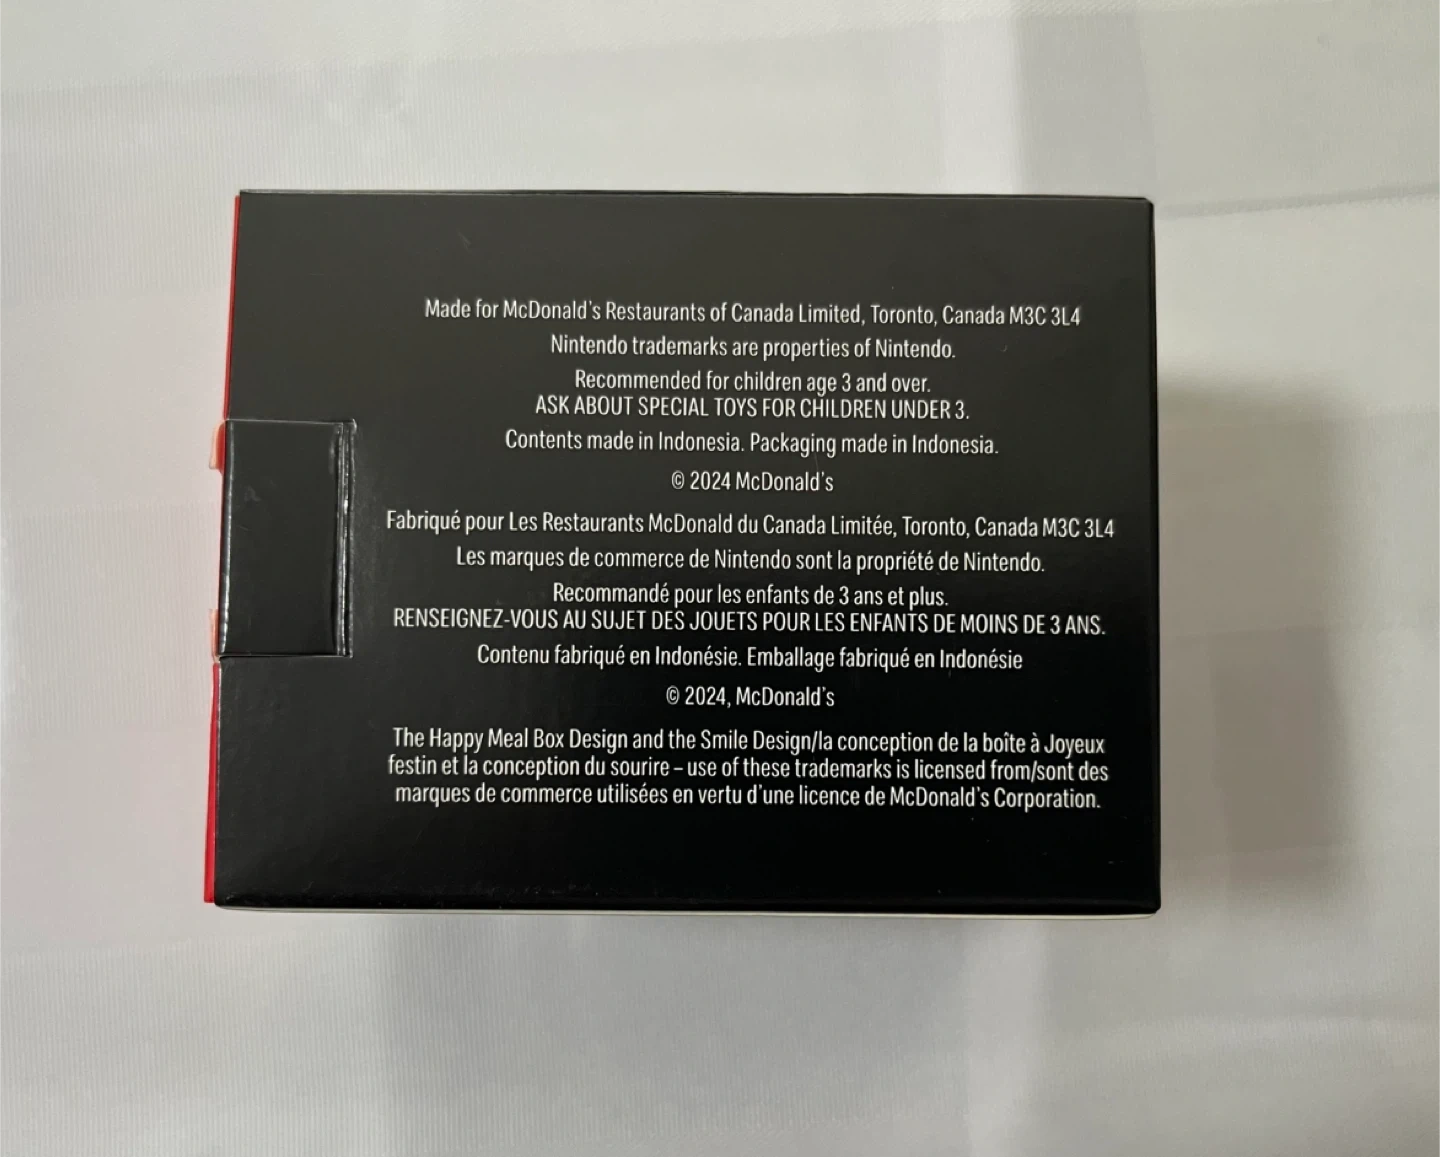 Made for McDonald's Restaurants of Canada Limited, Toronto, Canada M3C 3L4
Nintendo trademarks are properties of Nintendo.
Recommended for children age 3 and over.
ASK ABOUT SPECIAL TOYS FOR CHILDREN UNDER 3.
Contents made in Indonesia. Packaging made in Indonesia.
© 2024 McDonald's
Fabriqué pour Les Restaurants McDonald du Canada Limitée, Toronto, Canada M3C 3L4
Les marques de commerce de Nintendo sont la propriété de Nintendo.
Recommandé pour les enfants de 3 ans et plus.
RENSEIGNEZ-VOUS AU SUJET DES JOUETS POUR LES ENFANTS DE MOINS DE 3 ANS.
Contenu fabriqué en Indonésie. Emballage fabriqué en Indonésie
© 2024, McDonald's
The Happy Meal Box Design and the Smile Design/la conception de la boîte à Joyeux
festin et la conception du sourire – use of these trademarks is licensed from/sont des
marques de commerce utilisées en vertu d'une licence de McDonald's Corporation.